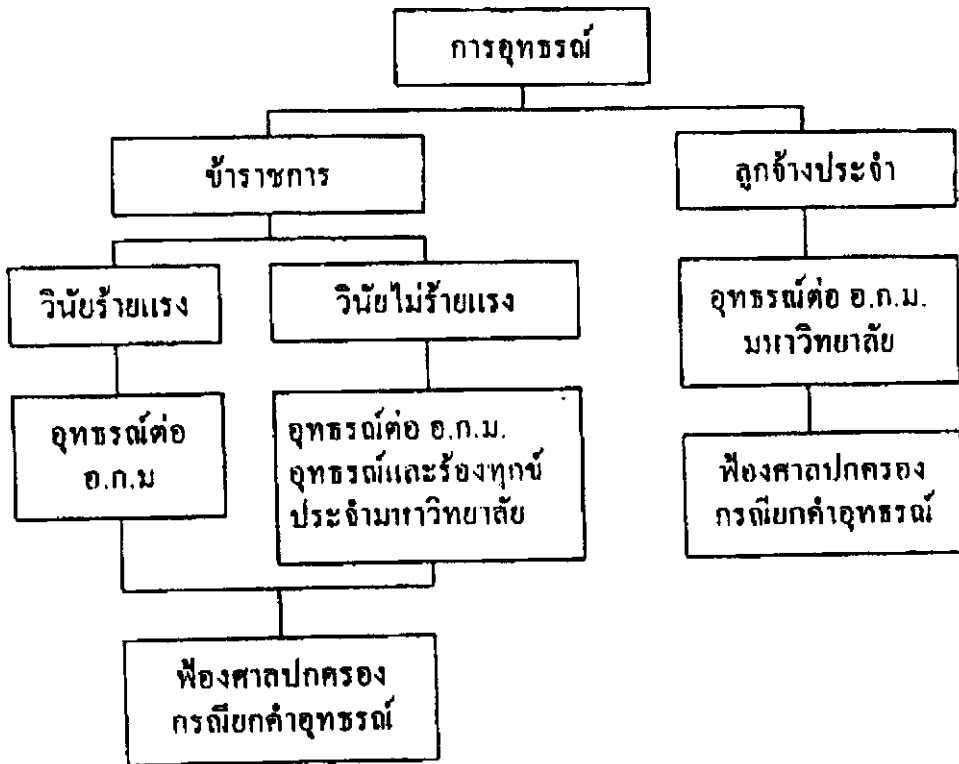 การอุทธรณ์
ข้าราชการ
ลูกจ้างประจำ
วินัยร้ายแรง
วินัยไม่ร้ายแรง
อุทธรณ์ต่อ อ.ก.ม.
มหาวิทยาลัย
อุทธรณ์ต่อ
อ.ก.ม
อุทธรณ์ต่อ อ.ก.ม.
อุทธรณ์และร้องทุกข์
ประจำมหาวิทยาลัย
ฟ้องศาลปกครอง
กรณียกคำอุทธรณ์
ฟ้องศาลปกครอง
กรณียกคำอุทธรณ์